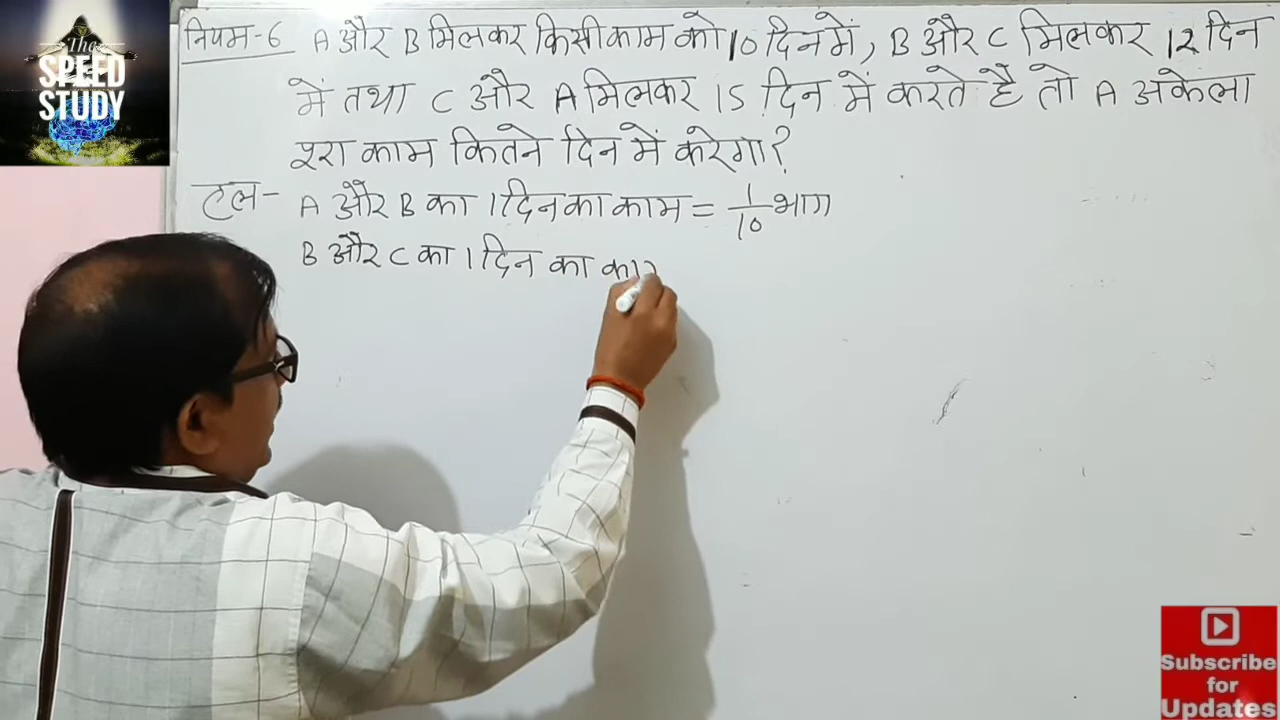 The
SPEED
STUDY
नियम-6 A और B मिलकर किसी काम को 10 दिन में, B और C मिलकर 12 दिन
में तथा C और A मिलकर 15 दिन में करते है तो A अकेला
पूरा काम कितने दिन में करेगा?
हल- A और B का 1 दिन का काम = 1/10 भाग
B और C का 1 दिन का का
Subscribe
for
Updates